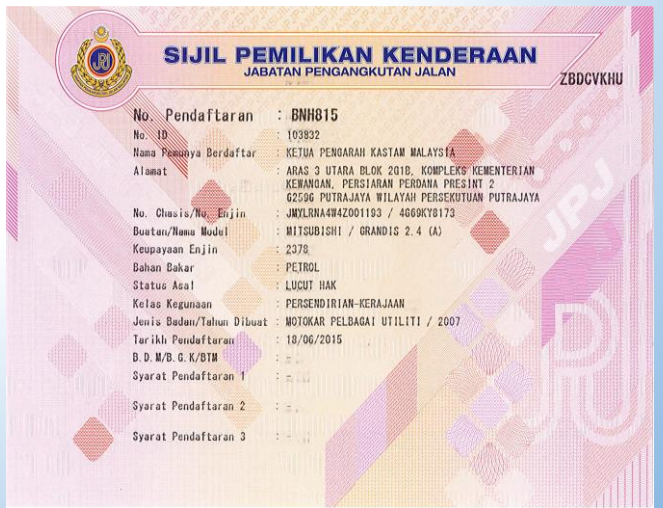 SIJIL PEMILIKAN KENDERAAN
JABATAN PENGANGKUTAN JALAN
ZBDCVKHU
No. Pendaftaran : BNH815
No. ID : 103832
Nama Pemunya Berdaftar : KETUA PENGARAH KASTAM MALAYSIA
Alamat : ARAS 3 UTARA BLOK 2G1B, KOMPLEKS KEMENTERIAN
KEWANGAN, PERSIARAN PERDANA PRESINT 2
62596 PUTRAJAYA WILAYAH PERSEKUTUAN PUTRAJAYA
No. Chasis/No. Enjin : JMYLRNA4W4Z001193 / 4G69KY8173
Buatan/Nama Model : MITSUBISHI / GRANDIS 2.4 (A)
Keupayaan Enjin : 2378
Bahan Bakar : PETROL
Status Asal : LUCUT HAK
Kelas Kegunaan : PERSENDIRIAN-KERAJAAN
Jenis Badan/Tahun Dibuat : MOTOKAR PELBAGAI UTILITI / 2007
Tarikh Pendaftaran : 18/06/2015
B.D.M/B.G.K/BTM : -
Syarat Pendaftaran 1 : -
Syarat Pendaftaran 2 : -
Syarat Pendaftaran 3 : -
JPJ